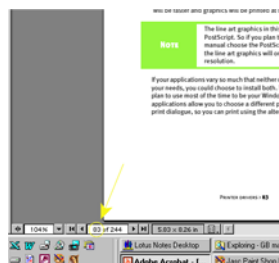 will be faster and graphics will be printed at
The line art graphics in this
PostScript. So if you plan t
NOTE
manual choose the PostSc
the line art graphics will on
resolution.
If your applications vary so much that neither
your needs, you could choose to install both.
plan to use most of the time to be your Windo
applications allow you to choose a different p
print dialogue, so you can print using the alte
PRINTER DRIVERS • 83
104% 83 of 244 5.83 x 8.26 in
Lotus Notes Desktop Exploring - GB ma
Adobe Acrobat - [ Jasc Paint Shop